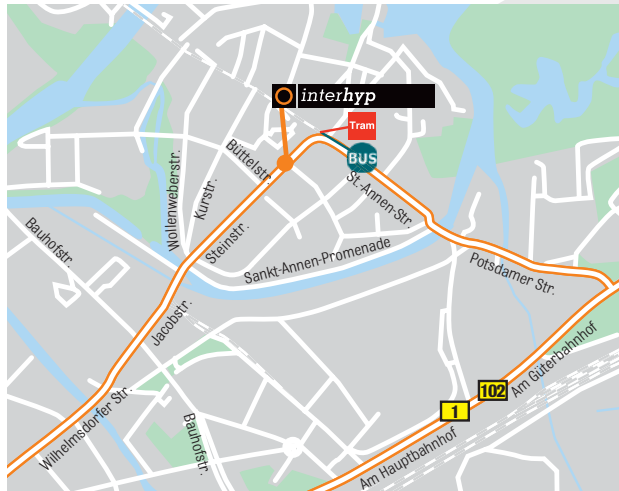 interhyp
Tram
BUS
Büttelstr.
Wollenweberstr.
Kurstr.
St.-Annen-Str.
Steinstr.
Bauhofstr.
Sankt-Annen-Promenade
Potsdamer Str.
Jacobstr.
Am Güterbahnhof
102
1
Wilhelmsdorfer Str.
Bauhofstr.
Am Hauptbahnhof